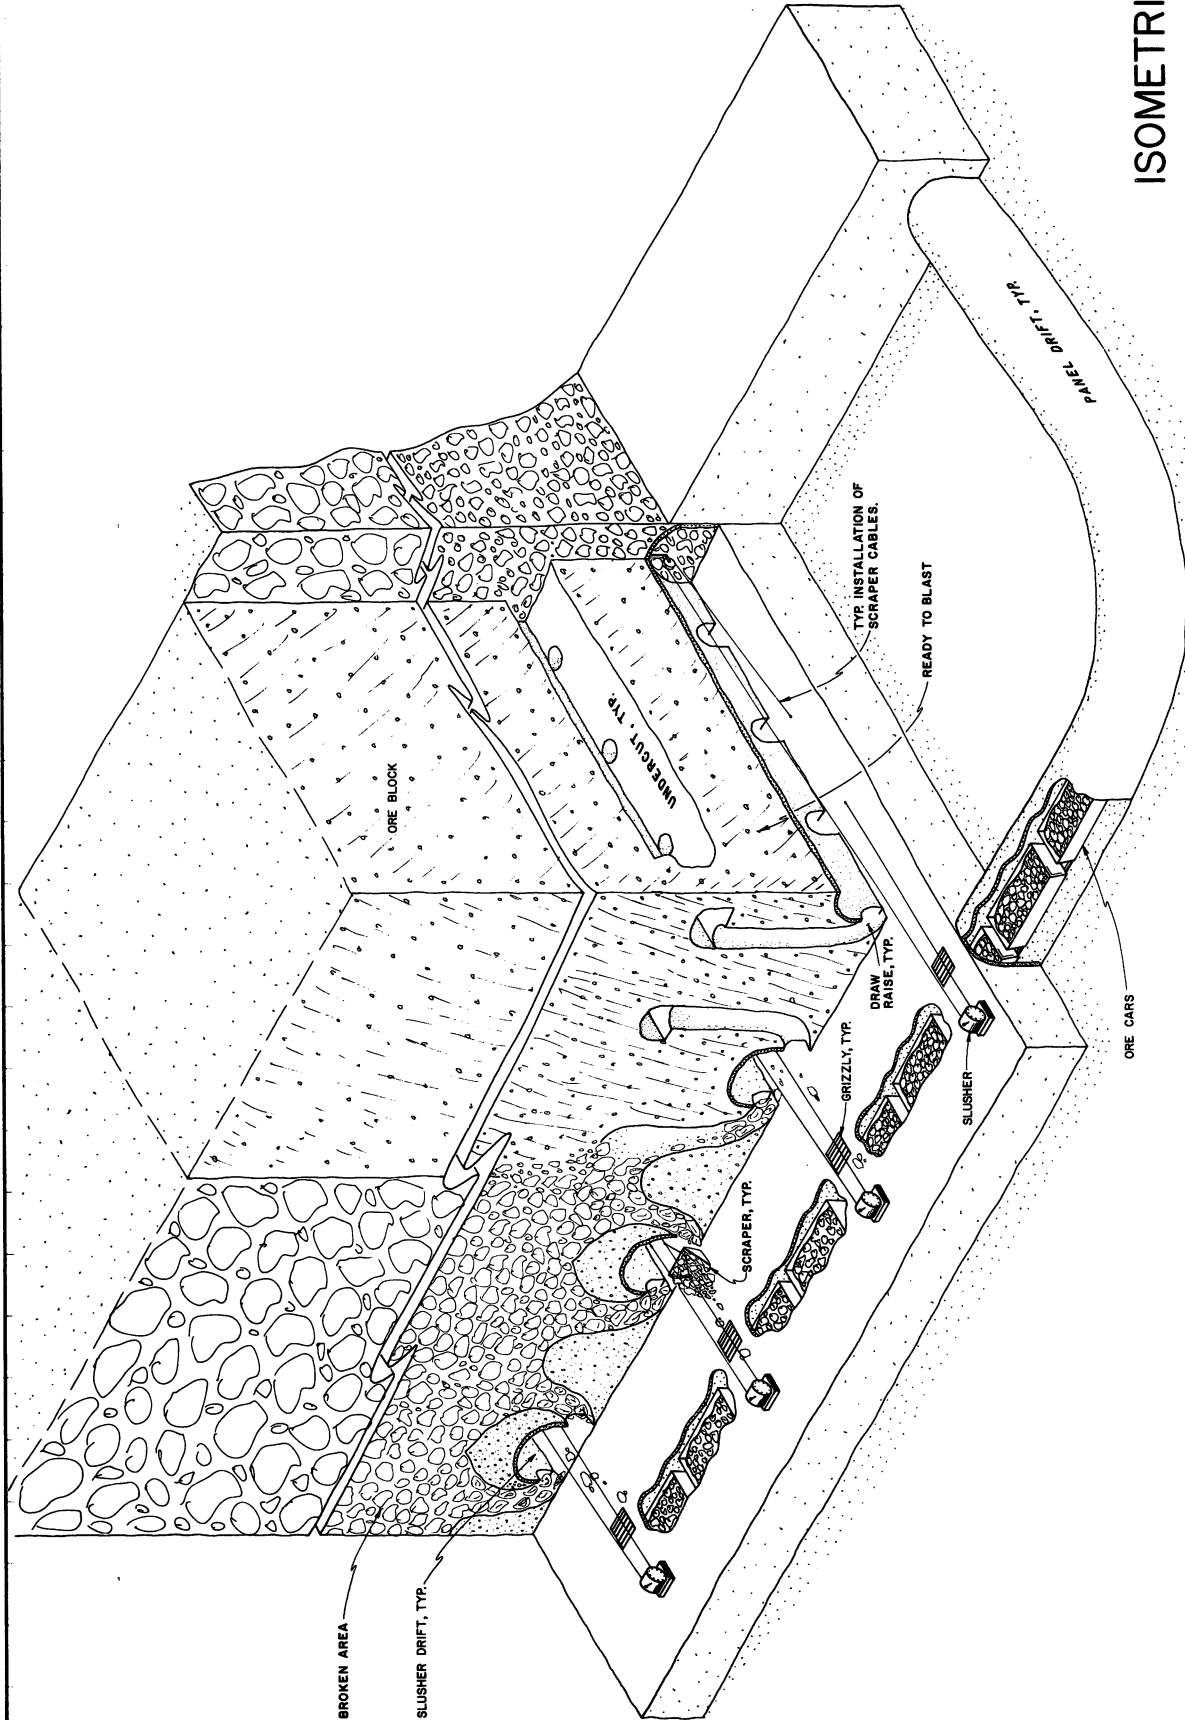 BROKEN AREA
SLUSHER DRIFT, TYP.
ORE BLOCK
UNDERCUT, TYP.
DRAW
RAISE, TYP.
GRIZZLY, TYP.
SCRAPER, TYP.
SLUSHER
ORE CARS
TYP. INSTALLATION OF
SCRAPER CABLES.
READY TO BLAST
PANEL DRIFT, TYP.
ISOMETRI